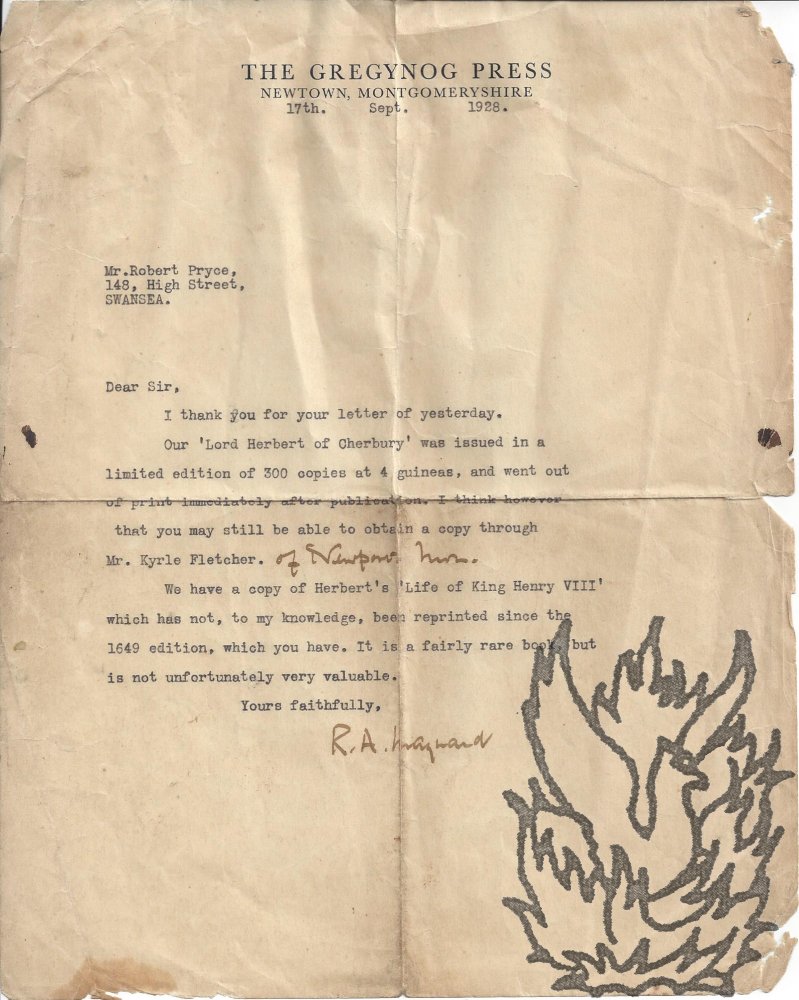 THE GREGYNOG PRESS
NEWTOWN, MONTGOMERYSHIRE
17th. Sept. 1928.
Mr.Robert Pryce,
148, High Street,
SWANSEA.
Dear Sir,
I thank you for your letter of yesterday.
Our 'Lord Herbert of Cherbury' was issued in a
limited edition of 300 copies at 4 guineas, and went out
of print immediately after publication. I think however
that you may still be able to obtain a copy through
Mr. Kyrle Fletcher. of Newport Mon.
We have a copy of Herbert's 'Life of King Henry VIII'
which has not, to my knowledge, been reprinted since the
1649 edition, which you have. It is a fairly rare book, but
is not unfortunately very valuable.
Yours faithfully,
R.A. Maynard